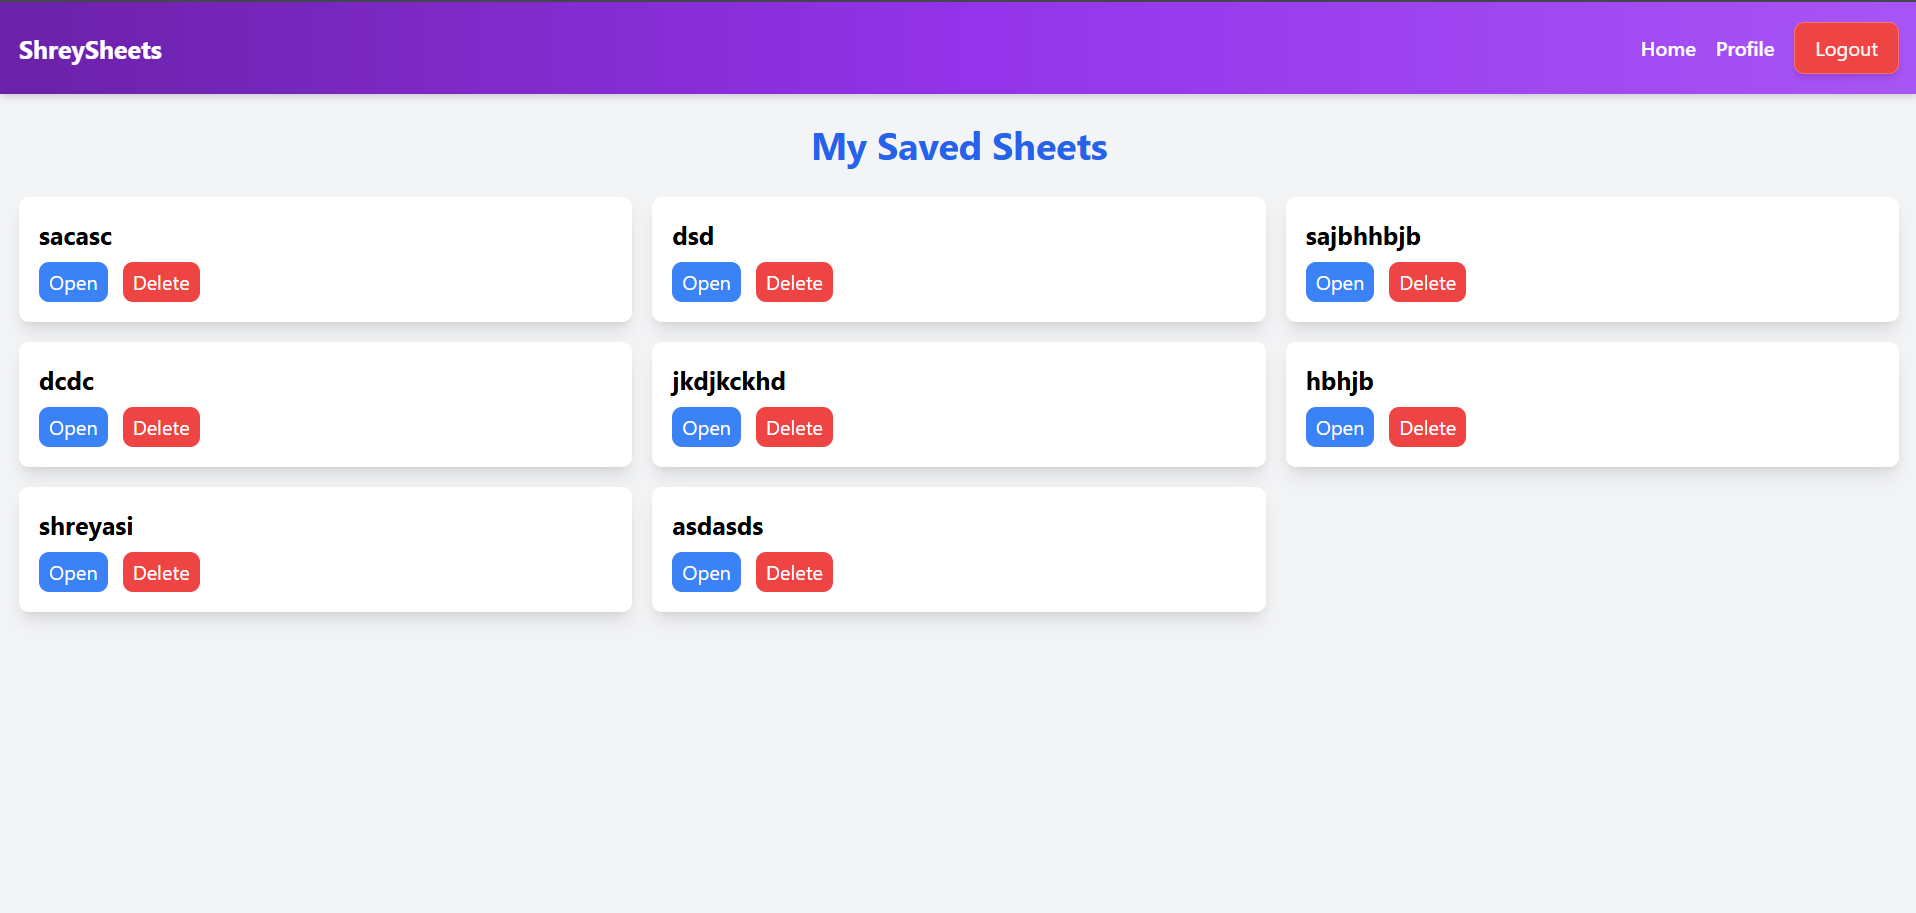 ShreySheets
Home Profile Logout
My Saved Sheets
sacasc
Open Delete
dsd
Open Delete
sajbhhbjb
Open Delete
dcdc
Open Delete
jkdjkckhd
Open Delete
hbhjb
Open Delete
shreyasi
Open Delete
asdasds
Open Delete